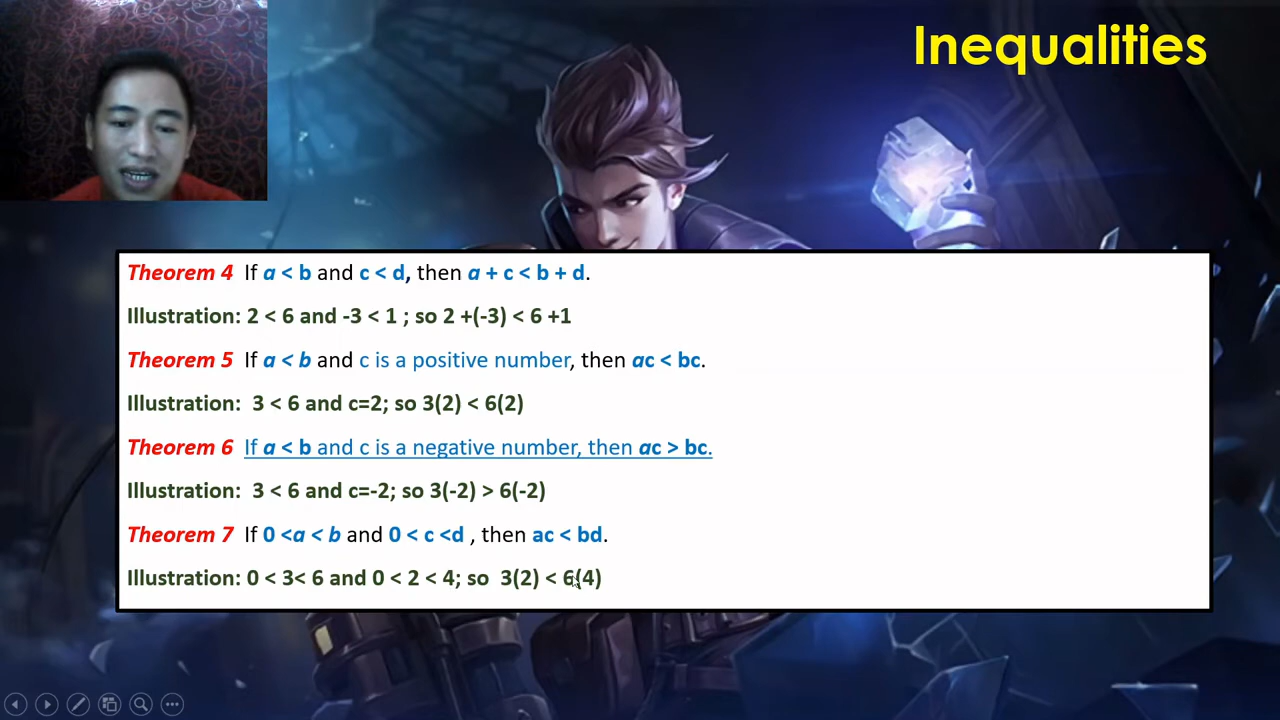 Inequalities
Theorem 4 If a < b and c < d, then a + c < b + d.
Illustration: 2 < 6 and -3 < 1 ; so 2 +(-3) < 6 +1
Theorem 5 If a < b and c is a positive number, then ac < bc.
Illustration: 3 < 6 and c=2; so 3(2) < 6(2)
Theorem 6 If a < b and c is a negative number, then ac > bc.
Illustration: 3 < 6 and c=-2; so 3(-2) > 6(-2)
Theorem 7 If 0 <a < b and 0 < c <d , then ac < bd.
Illustration: 0 < 3< 6 and 0 < 2 < 4; so 3(2) < 6(4)